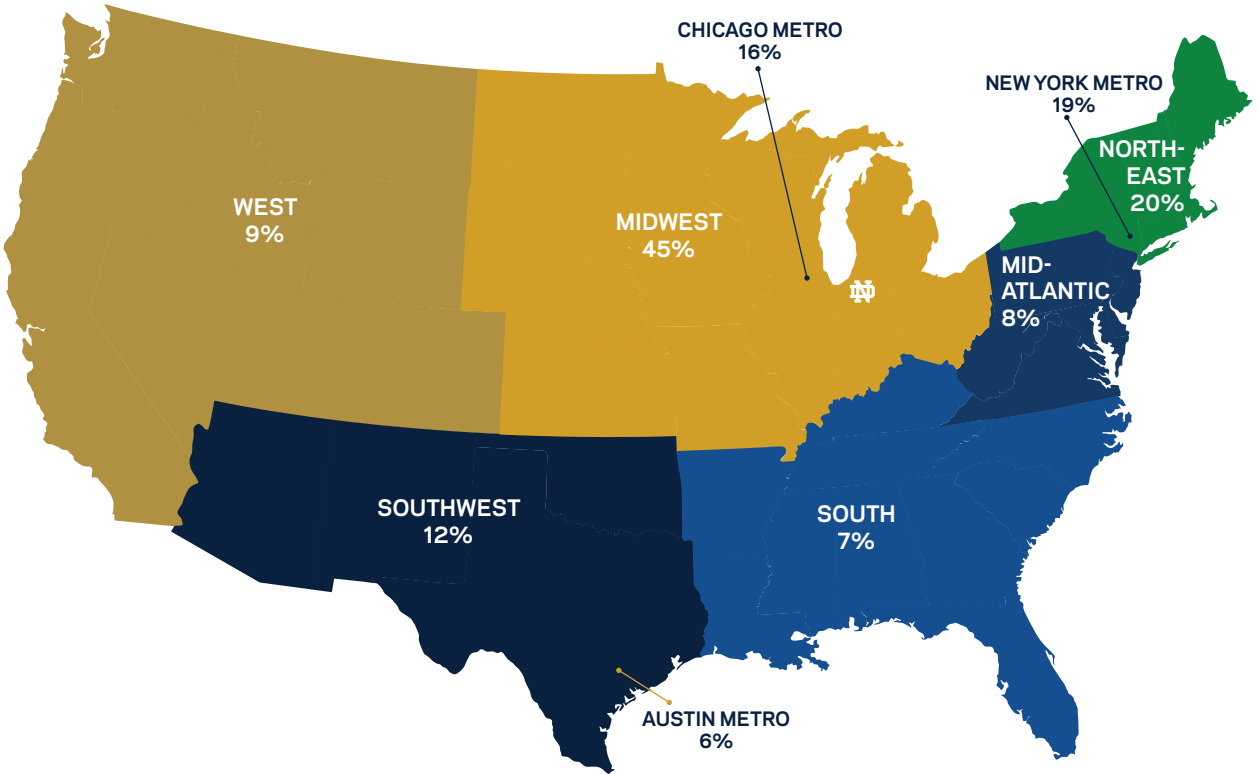 CHICAGO METRO
16%
NEW YORK METRO
19%
NORTH-
EAST
20%
WEST
9%
MIDWEST
45%
MID-
ATLANTIC
8%
ND
SOUTHWEST
12%
SOUTH
7%
AUSTIN METRO
6%